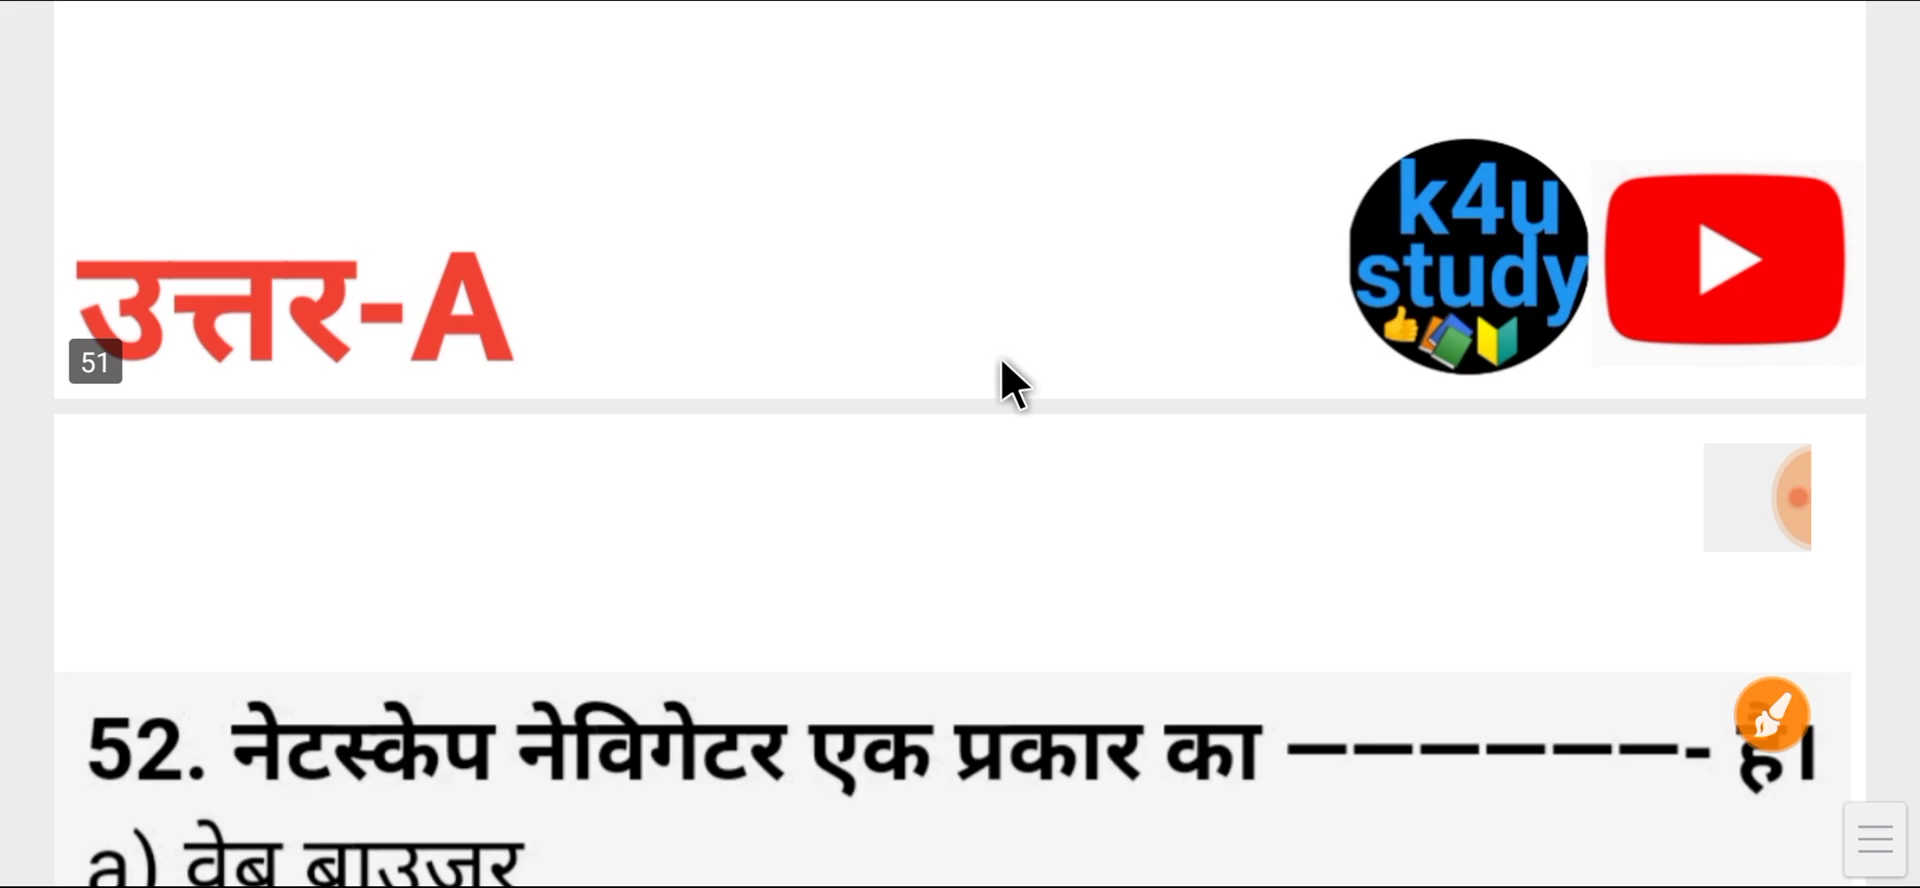 k4u
study
उत्तर-A
51
52. नेटस्केप नेविगेटर एक प्रकार का ––––––- है।
a) वेब ब्राउजर